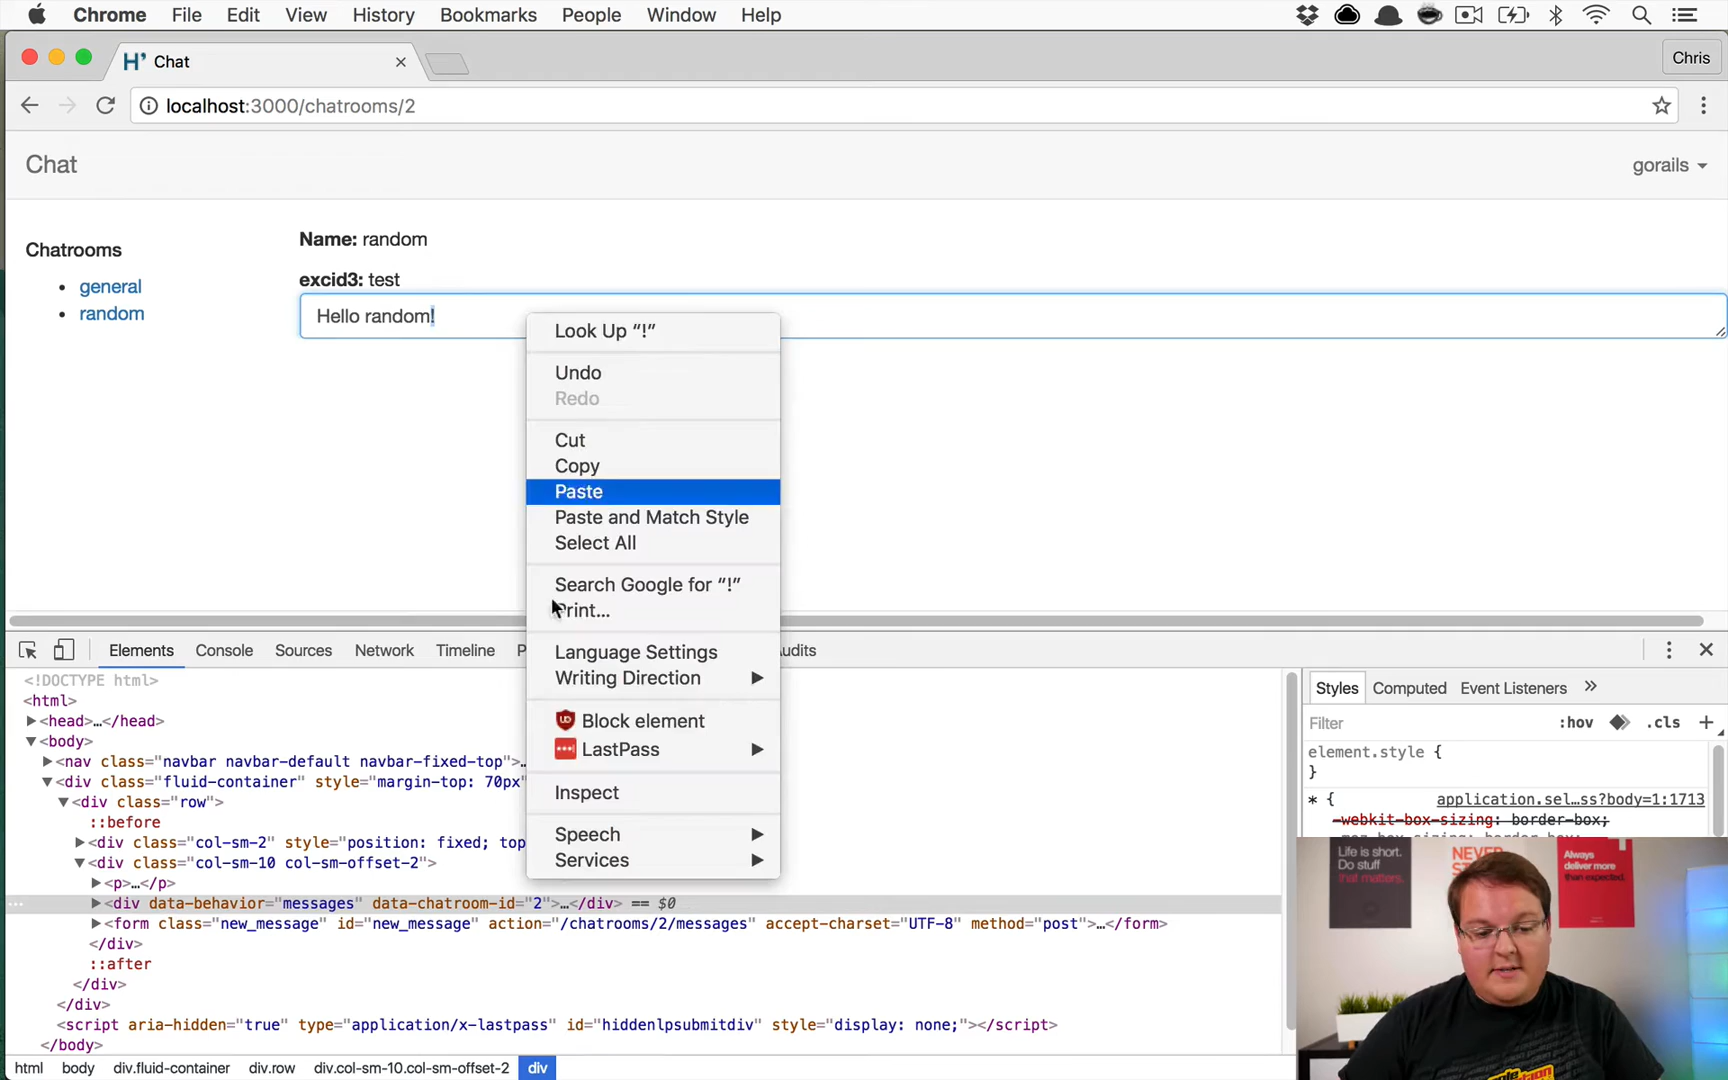 Chrome File Edit View History Bookmarks People Window Help
Chat
Chris
localhost:3000/chatrooms/2
Chat
gorails
Chatrooms
general
random
Name: random
excid3: test
Hello random!
Look Up “!”
Undo
Redo
Cut
Copy
Paste
Paste and Match Style
Select All
Search Google for “!”
Print...
Language Settings
Writing Direction
Block element
LastPass
Inspect
Speech
Services
Elements Console Sources Network Timeline
Styles Computed Event Listeners »
Filter :hov .cls +
element.style {
}
* { application.sel…ss?body=1:1713
-webkit-box-sizing: border-box;
<!DOCTYPE html>
<html>
<head>…</head>
<body>
<nav class="navbar navbar-default navbar-fixed-top">…
<div class="fluid-container" style="margin-top: 70px"
<div class="row">
::before
<div class="col-sm-2" style="position: fixed; top
<div class="col-sm-10 col-sm-offset-2">
<p>…</p>
<div data-behavior="messages" data-chatroom-id="2">…</div> == $0
<form class="new_message" id="new_message" action="/chatrooms/2/messages" accept-charset="UTF-8" method="post">…</form>
</div>
::after
</div>
</div>
<script aria-hidden="true" type="application/x-lastpass" id="hiddenlpsubmitdiv" style="display: none;"></script>
</body>
html body div.fluid-container div.row div.col-sm-10.col-sm-offset-2 div
Life is short.
Do stuff
that matters.
Always
deliver more
than expected.